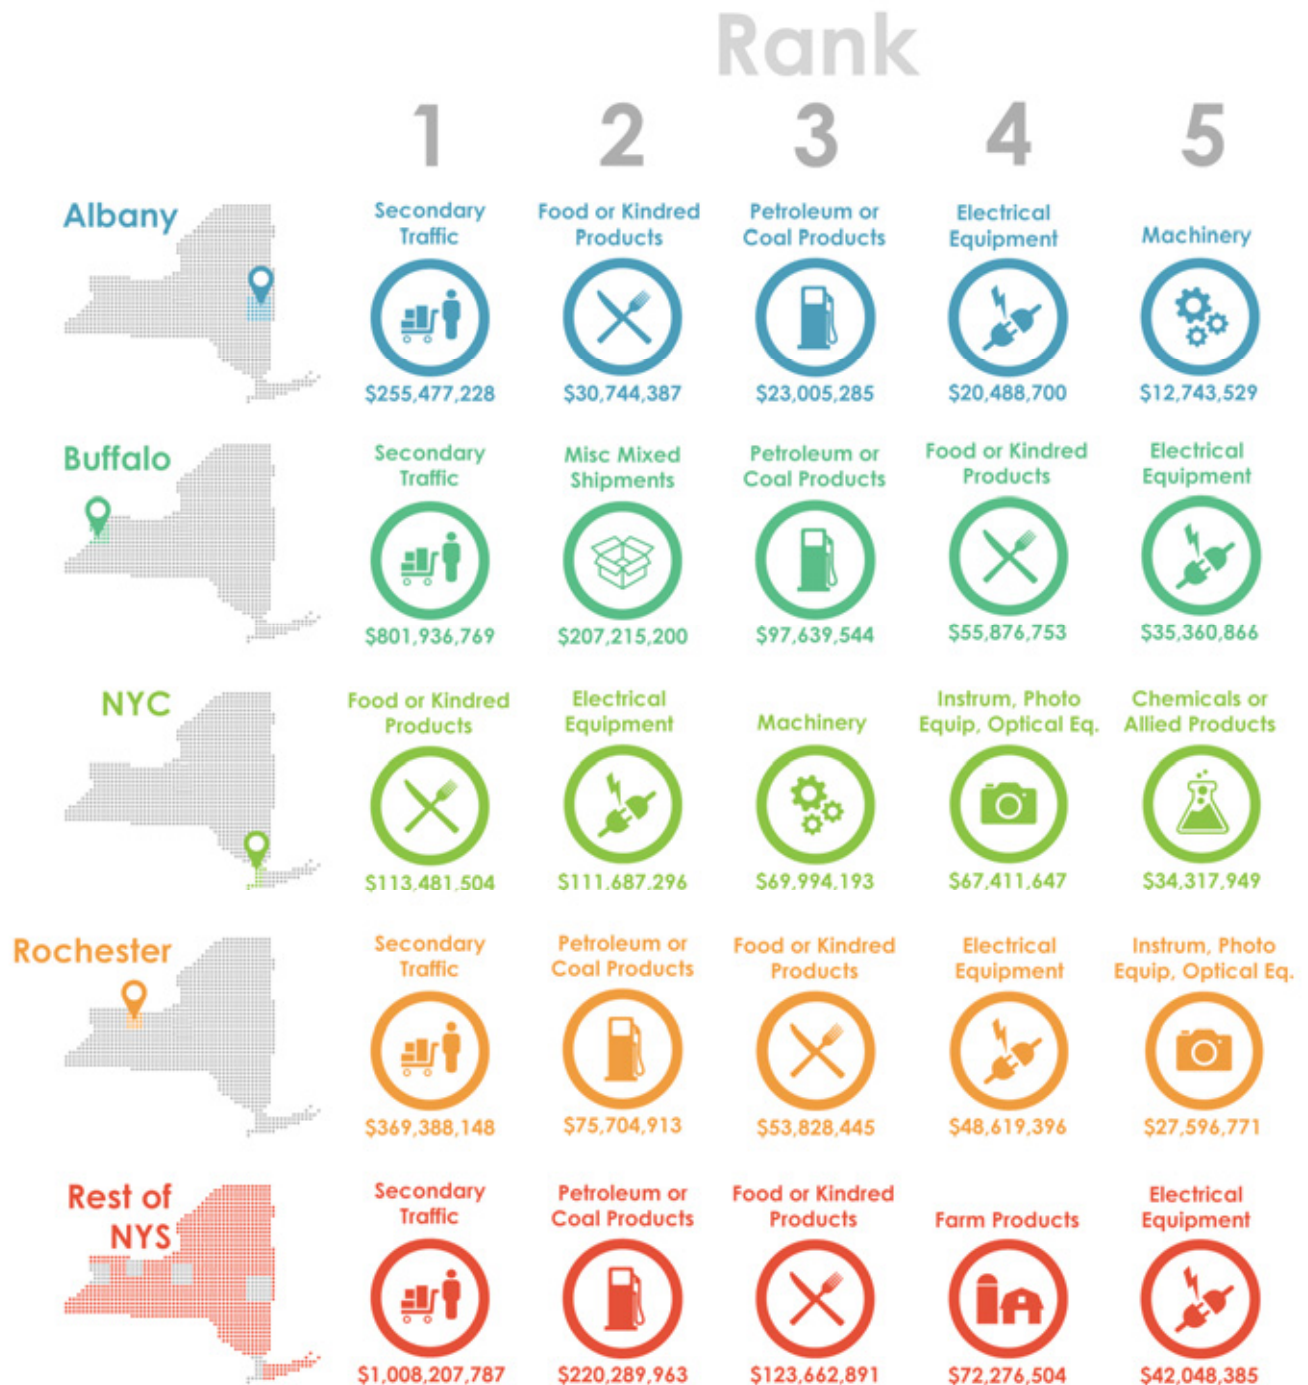 Rank
1 2 3 4 5
Albany
Secondary
Traffic
$255,477,228
Food or Kindred
Products
$30,744,387
Petroleum or
Coal Products
$23,005,285
Electrical
Equipment
$20,488,700
Machinery
$12,743,529
Buffalo
Secondary
Traffic
$801,936,769
Misc Mixed
Shipments
$207,215,200
Petroleum or
Coal Products
$97,639,544
Food or Kindred
Products
$55,876,753
Electrical
Equipment
$35,360,866
NYC
Food or Kindred
Products
$113,481,504
Electrical
Equipment
$111,687,296
Machinery
$69,994,193
Instrum, Photo
Equip, Optical Eq.
$67,411,647
Chemicals or
Allied Products
$34,317,949
Rochester
Secondary
Traffic
$369,388,148
Petroleum or
Coal Products
$75,704,913
Food or Kindred
Products
$53,828,445
Electrical
Equipment
$48,619,396
Instrum, Photo
Equip, Optical Eq.
$27,596,771
Rest of
NYS
Secondary
Traffic
$1,008,207,787
Petroleum or
Coal Products
$220,289,963
Food or Kindred
Products
$123,662,891
Farm Products
$72,276,504
Electrical
Equipment
$42,048,385